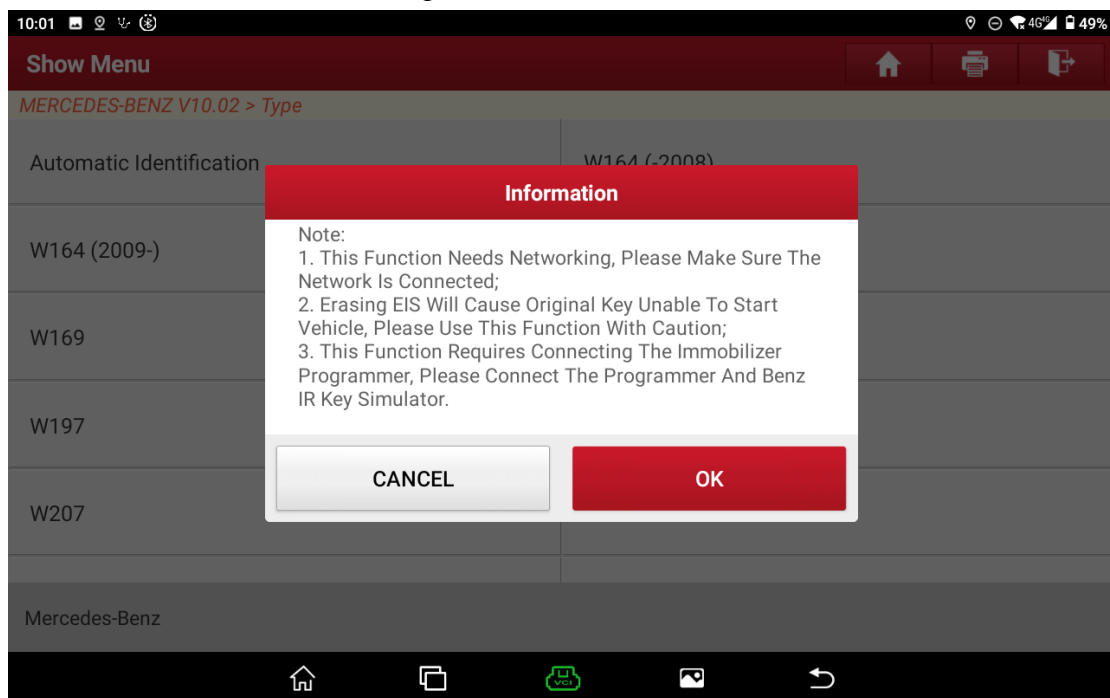 10:01
4G 4G 49%
Show Menu
MERCEDES-BENZ V10.02 > Type
Automatic Identification
W164 (-2008)
Information
W164 (2009-)
Note:
1. This Function Needs Networking, Please Make Sure The
Network Is Connected;
2. Erasing EIS Will Cause Original Key Unable To Start
Vehicle, Please Use This Function With Caution;
3. This Function Requires Connecting The Immobilizer
Programmer, Please Connect The Programmer And Benz
IR Key Simulator.
W169
W197
CANCEL
OK
W207
Mercedes-Benz
VCI